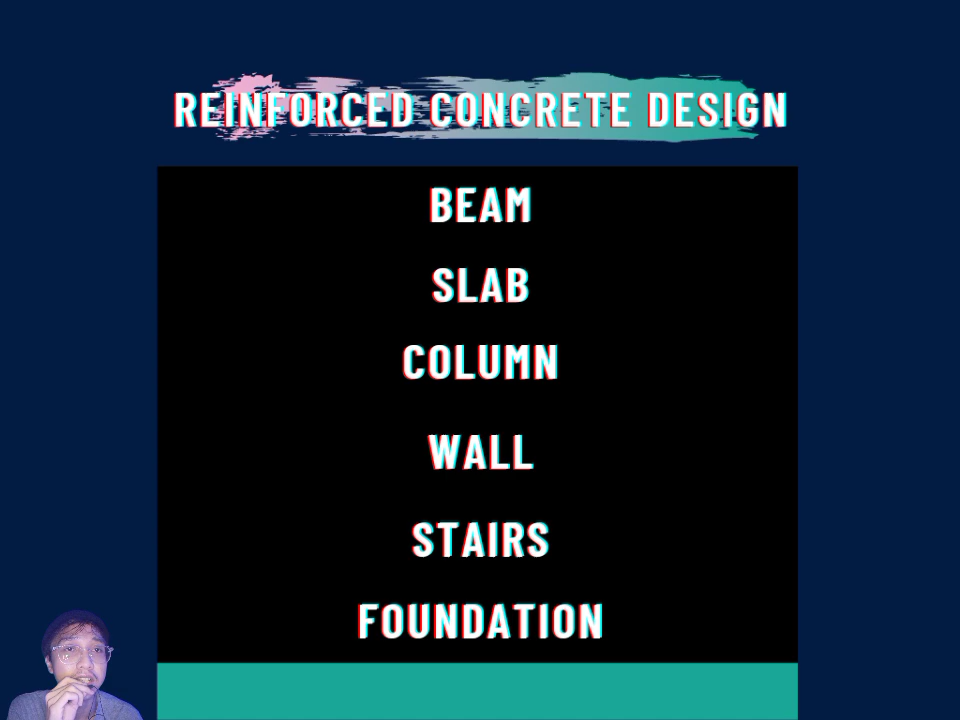 REINFORCED CONCRETE DESIGN
BEAM
SLAB
COLUMN
WALL
STAIRS
FOUNDATION